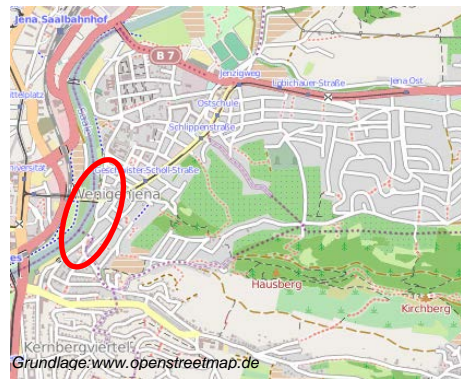 Jena Saalbahnhof
B 7
Jenzigweg
Löbichauer-Straße
Jena Ost
Ostschule
Schlippenstraße
Geschwister-Scholl-Straße
Wenigenjena
Hausberg
Kirchberg
Kernbergviertel
Grundlage:www.openstreetmap.de